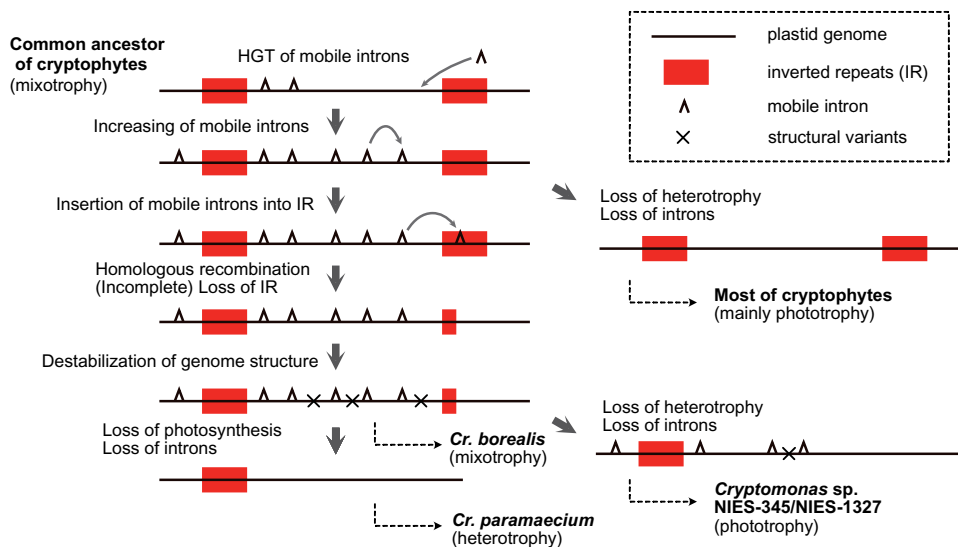 Common ancestor
of cryptophytes
(mixotrophy)
HGT of mobile introns
Increasing of mobile introns
Insertion of mobile introns into IR
Homologous recombination
(Incomplete) Loss of IR
Destabilization of genome structure
Loss of photosynthesis
Loss of introns
Cr. borealis
(mixotrophy)
Cr. paramaecium
(heterotrophy)
plastid genome
inverted repeats (IR)
mobile intron
structural variants
Loss of heterotrophy
Loss of introns
Most of cryptophytes
(mainly phototrophy)
Loss of heterotrophy
Loss of introns
Cryptomonas sp.
NIES-345/NIES-1327
(phototrophy)